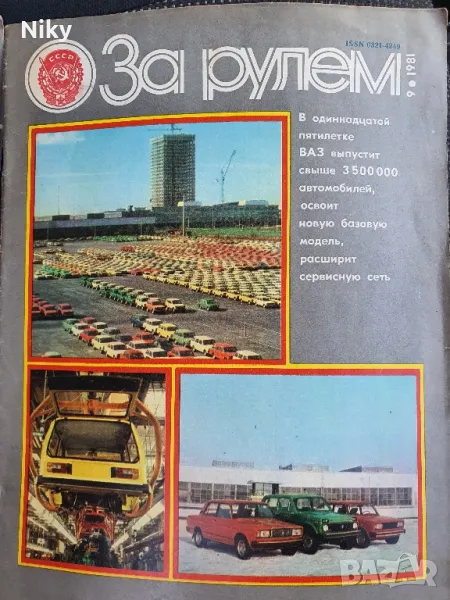 Niky
СССР
ISSN 0321-4249
За рулем
9 • 1981
В одиннадцатой
пятилетке
ВАЗ выпустит
свыше 3 500 000
автомобилей,
освоит
новую базовую
модель,
расширит
сервисную сеть
bazar